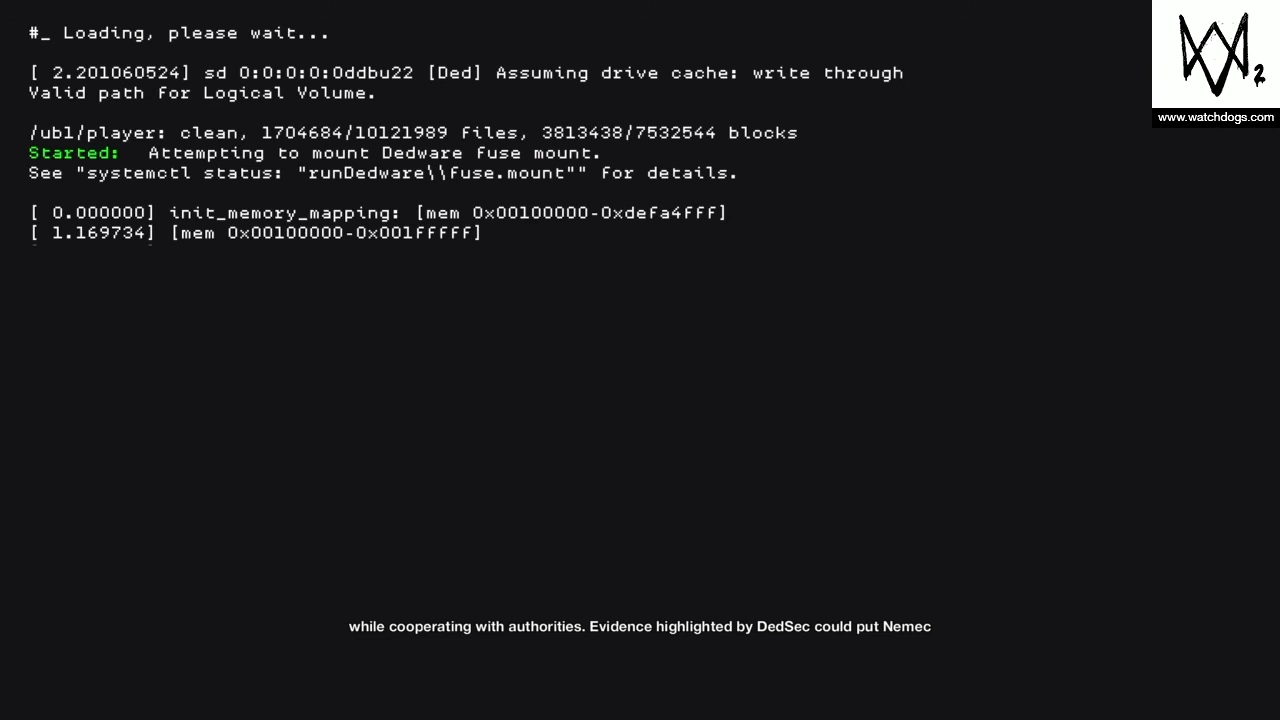 #_ Loading, please wait...
2
[ 2.201060524] sd 0:0:0:0:0ddbu22 [Ded] Assuming drive cache: write through
Valid path for Logical Volume.
www.watchdogs.com
/ubl/player: clean, 1704684/10121989 files, 3813438/7532544 blocks
Started: Attempting to mount Dedware fuse mount.
See "systemctl status: "runDedware\\fuse.mount"" for details.
[ 0.000000] init_memory_mapping: [mem 0x00100000-0xdefa4fff]
[ 1.169734] [mem 0x00100000-0x001fffff]
while cooperating with authorities. Evidence highlighted by DedSec could put Nemec